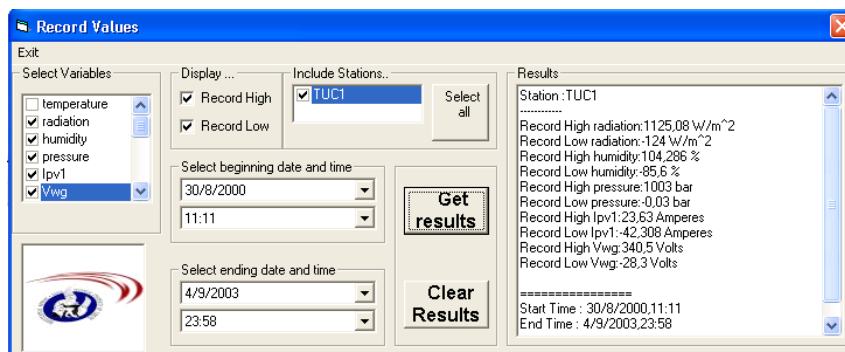 Record Values
Exit
Select Variables
temperature
radiation
humidity
pressure
Ipv1
Vwg
Display ...
Record High
Record Low
Include Stations..
TUC1
Select
all
Select beginning date and time
30/8/2000
11:11
Select ending date and time
4/9/2003
23:58
Get
results
Clear
Results
Results
Station :TUC1
------------
Record High radiation:1125,08 W/m^2
Record Low radiation:-124 W/m^2
Record High humidity:104,286 %
Record Low humidity:-85,6 %
Record High pressure:1003 bar
Record Low pressure:-0,03 bar
Record High Ipv1:23,63 Amperes
Record Low Ipv1:-42,308 Amperes
Record High Vwg:340,5 Volts
Record Low Vwg:-28,3 Volts
================
Start Time : 30/8/2000,11:11
End Time : 4/9/2003,23:58